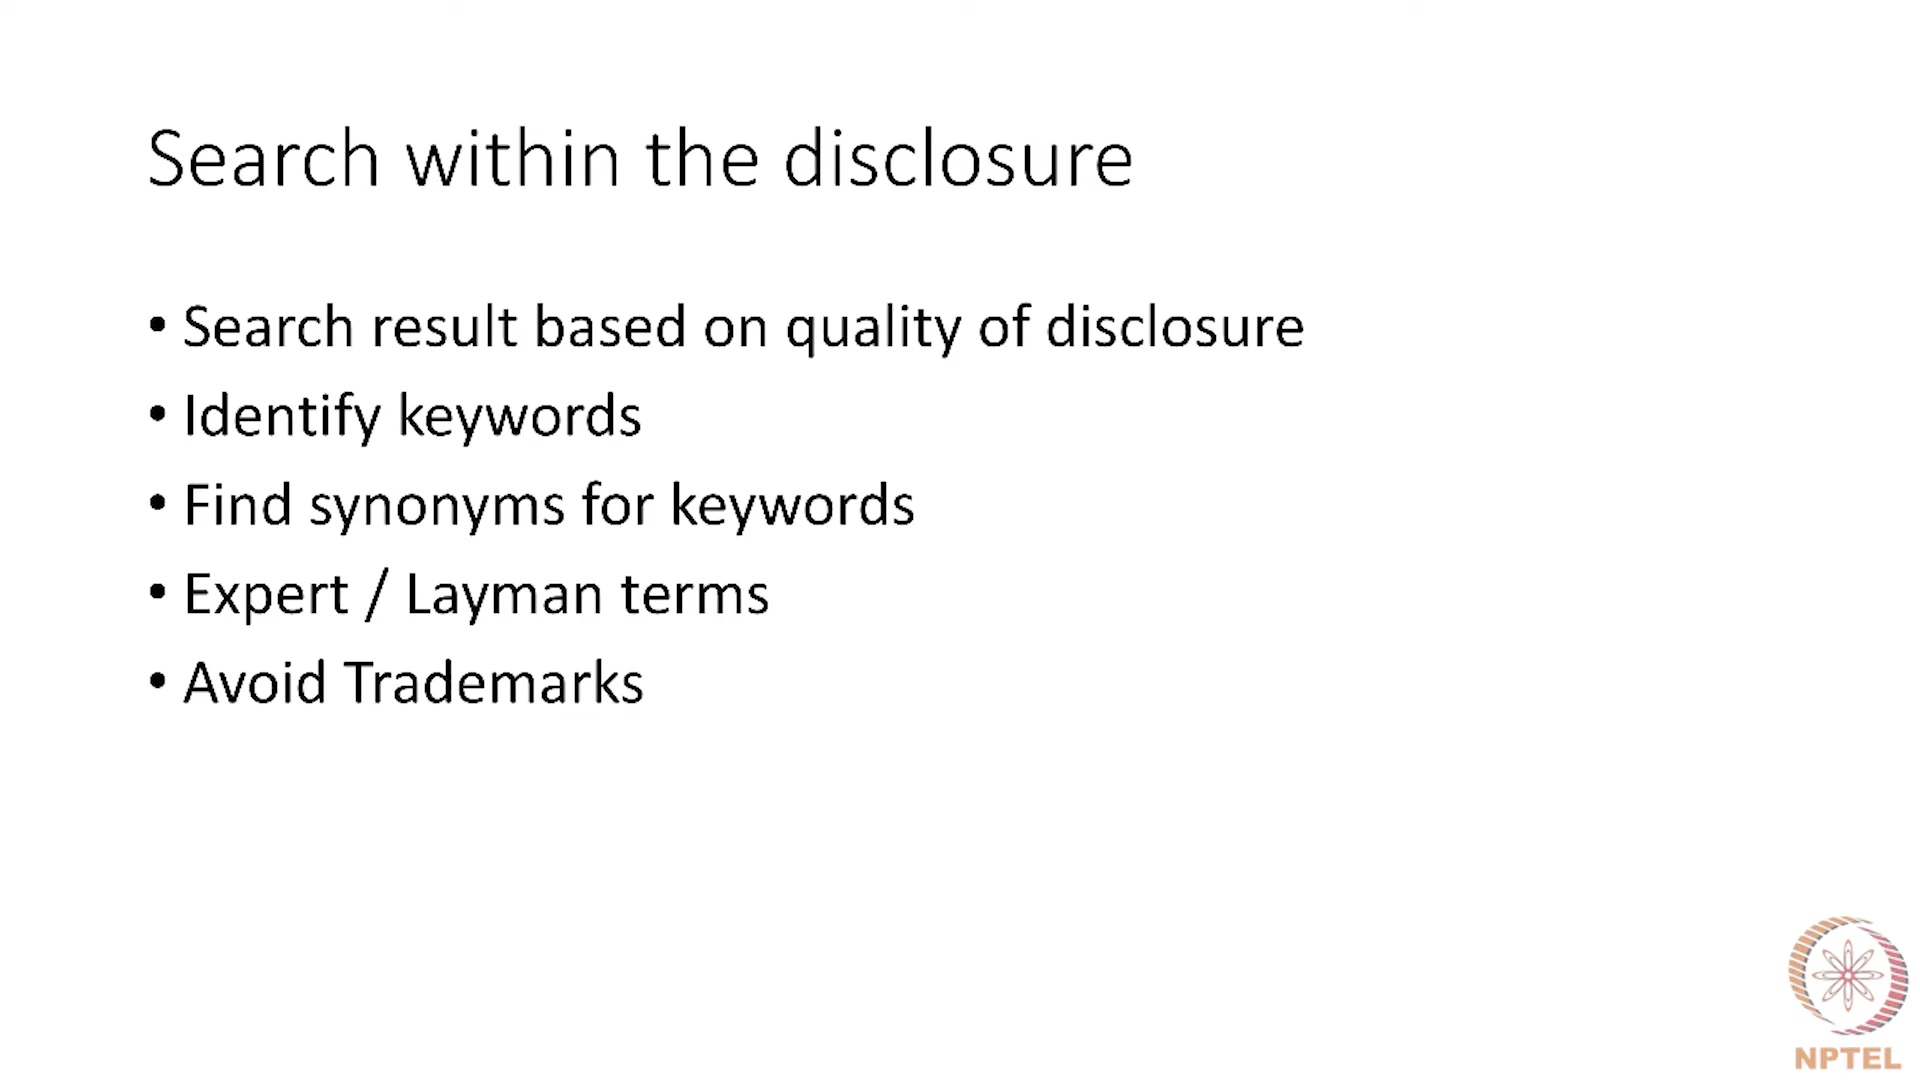 Search within the disclosure
• Search result based on quality of disclosure
• Identify keywords
• Find synonyms for keywords
• Expert / Layman terms
• Avoid Trademarks
NPTEL